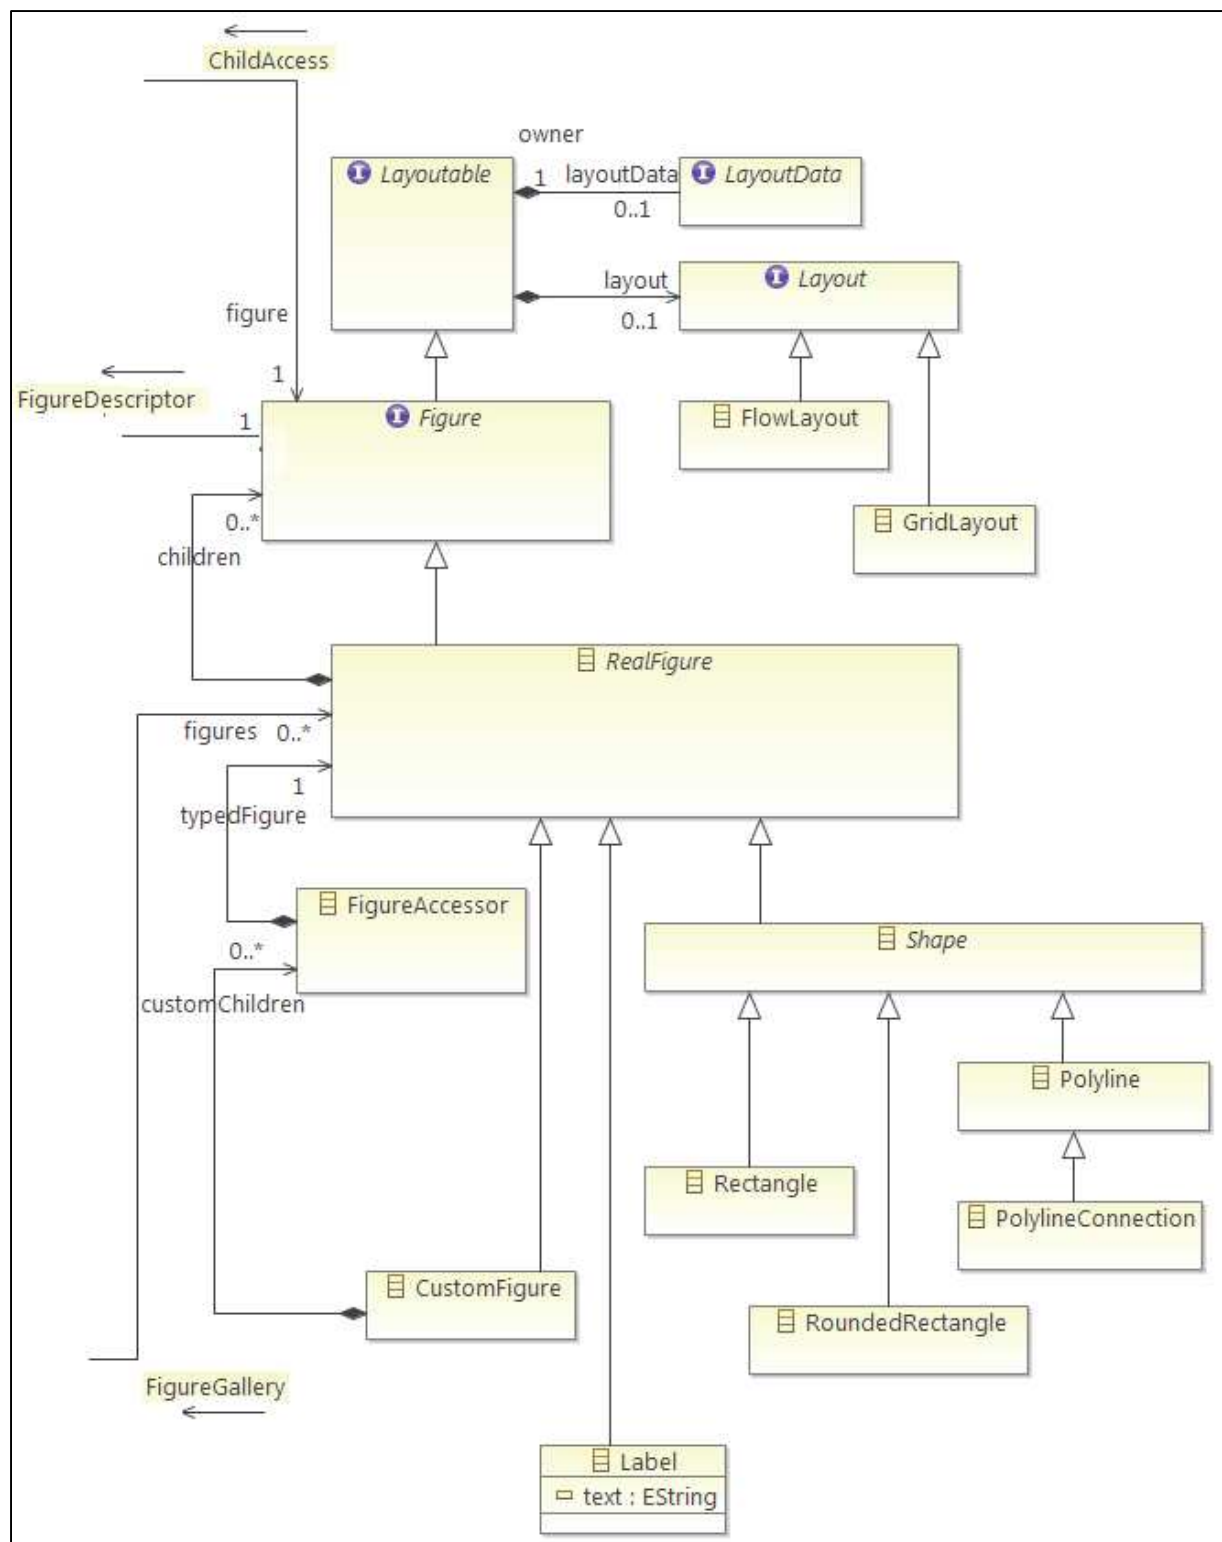 ChildAccess
owner
Layoutable
1
layoutData
LayoutData
0..1
layout
Layout
0..1
figure
1
FigureDescriptor
1
Figure
FlowLayout
0..*
children
GridLayout
RealFigure
figures
0..*
1
typedFigure
FigureAccessor
0..*
customChildren
Shape
Polyline
Rectangle
PolylineConnection
CustomFigure
RoundedRectangle
FigureGallery
Label
text : EString